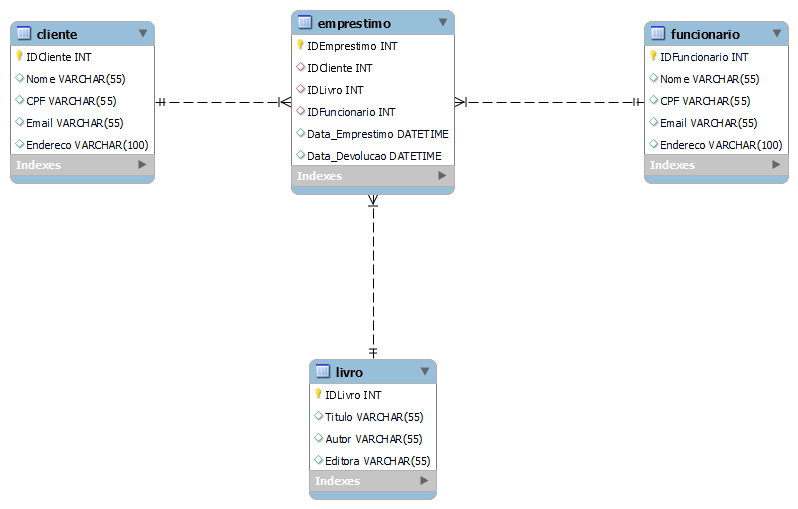 cliente
IDCliente INT
Nome VARCHAR(55)
CPF VARCHAR(55)
Email VARCHAR(55)
Endereco VARCHAR(100)
Indexes
emprestimo
IDEmprestimo INT
IDCliente INT
IDLivro INT
IDFuncionario INT
Data_Emprestimo DATETIME
Data_Devolucao DATETIME
Indexes
funcionario
IDFuncionario INT
Nome VARCHAR(55)
CPF VARCHAR(55)
Email VARCHAR(55)
Endereco VARCHAR(100)
Indexes
livro
IDLivro INT
Titulo VARCHAR(55)
Autor VARCHAR(55)
Editora VARCHAR(55)
Indexes